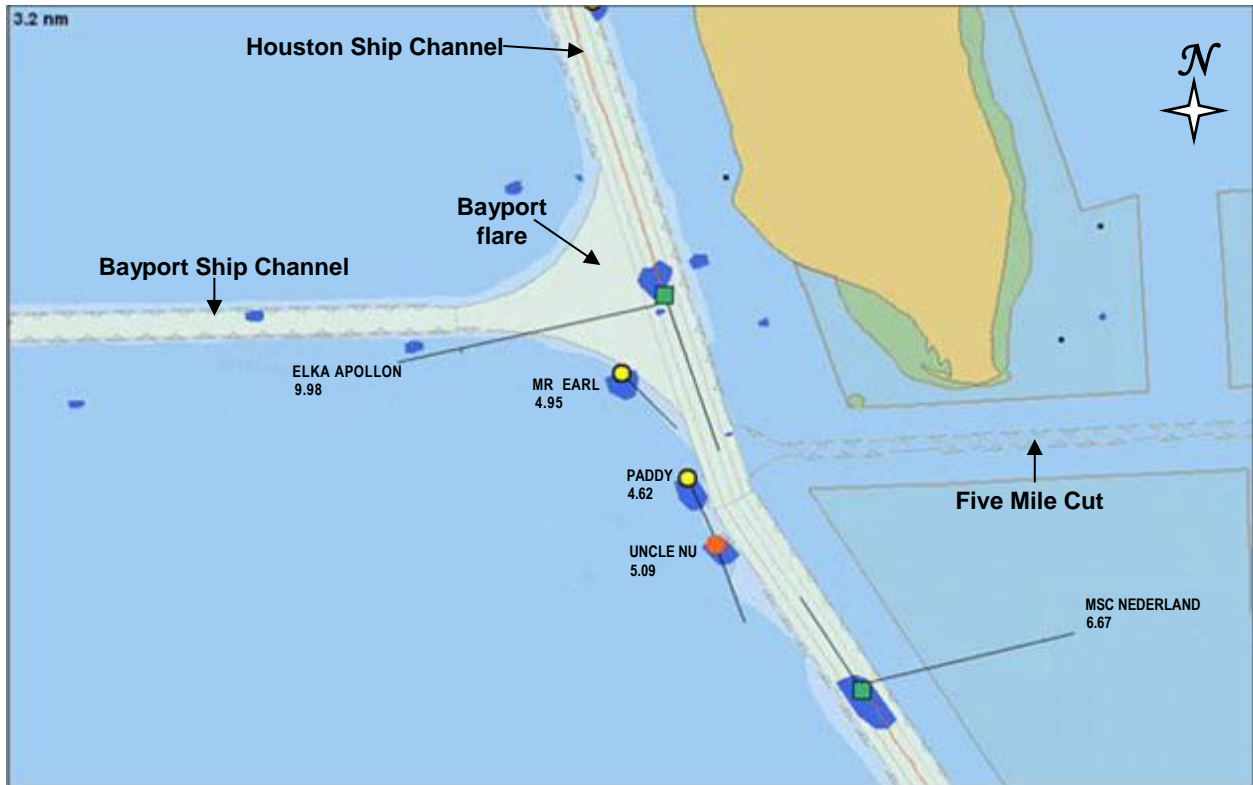 3.2 nm
Houston Ship Channel
N
Bayport
flare
Bayport Ship Channel
ELKA APOLLON
9.98
MR EARL
4.95
PADDY
4.62
Five Mile Cut
UNCLE NU
5.09
MSC NEDERLAND
6.67